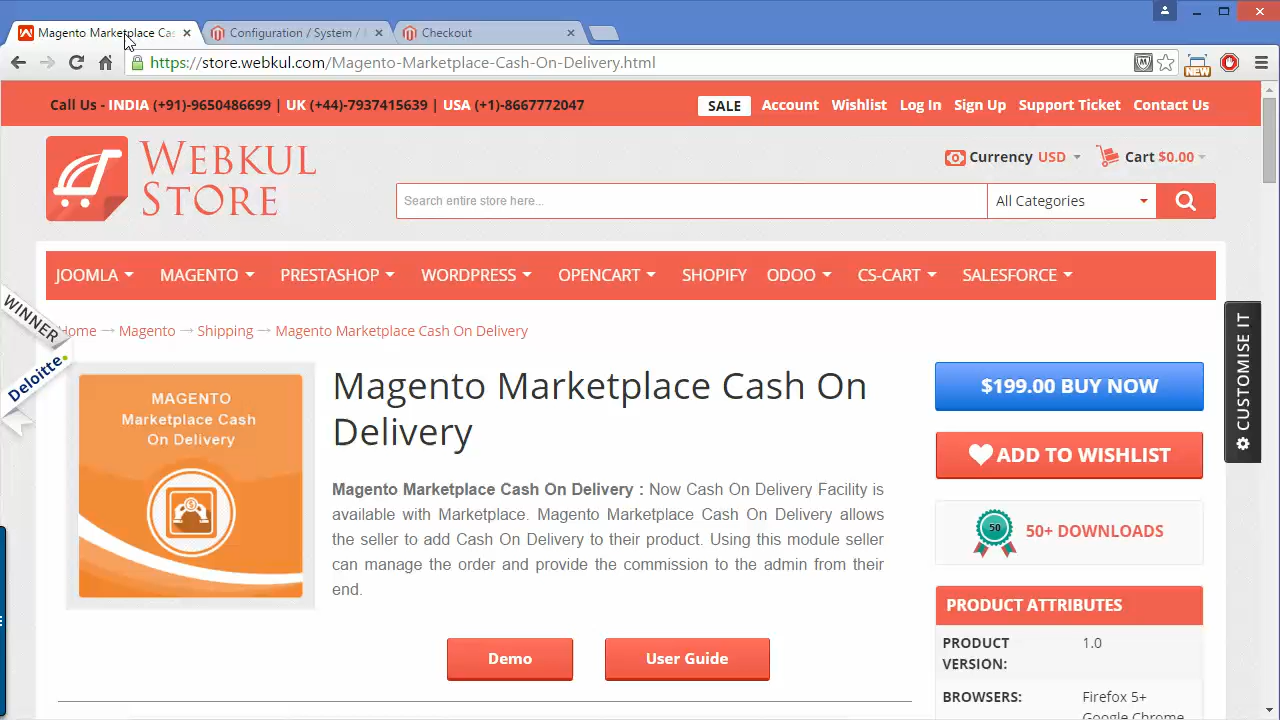 Magento Marketplace Cas
Configuration / System /
Checkout
https://store.webkul.com/Magento-Marketplace-Cash-On-Delivery.html
NEW
Call Us - INDIA (+91)-9650486699 | UK (+44)-7937415639 | USA (+1)-8667772047
SALE Account Wishlist Log In Sign Up Support Ticket Contact Us
WEBKUL
STORE
Currency USD
Cart $0.00
Search entire store here...
All Categories
JOOMLA MAGENTO PRESTASHOP WORDPRESS OPENCART SHOPIFY ODOO CS-CART SALESFORCE
WINNER
Deloitte.
Home → Magento → Shipping → Magento Marketplace Cash On Delivery
MAGENTO
Marketplace Cash
On Delivery
Magento Marketplace Cash On
Delivery
Magento Marketplace Cash On Delivery : Now Cash On Delivery Facility is
available with Marketplace. Magento Marketplace Cash On Delivery allows
the seller to add Cash On Delivery to their product. Using this module seller
can manage the order and provide the commission to the admin from their
end.
Demo
User Guide
$199.00 BUY NOW
ADD TO WISHLIST
50
50+ DOWNLOADS
PRODUCT ATTRIBUTES
PRODUCT 1.0
VERSION:
BROWSERS: Firefox 5+
Google Chrome
CUSTOMISE IT